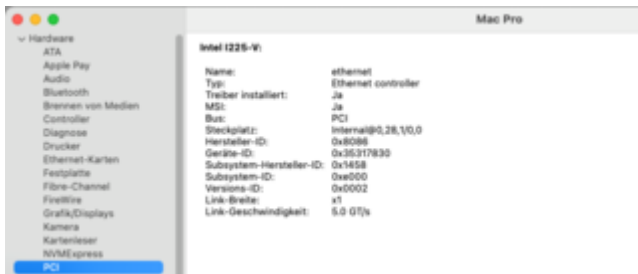 Mac Pro
Hardware
ATA
Apple Pay
Audio
Bluetooth
Brennen von Medien
Controller
Diagnose
Drucker
Ethernet-Karten
Festplatte
Fibre-Channel
FireWire
Grafik/Displays
Kamera
Kartenleser
NVMExpress
PCI
Intel I225-V:
Name: ethernet
Typ: Ethernet controller
Treiber installiert: Ja
MSI: Ja
Bus: PCI
Steckplatz: Internal@0,28,1/0,0
Hersteller-ID: 0x8086
Geräte-ID: 0x35317830
Subsystem-Hersteller-ID: 0x1458
Subsystem-ID: 0xe000
Versions-ID: 0x0002
Link-Breite: x1
Link-Geschwindigkeit: 5.0 GT/s